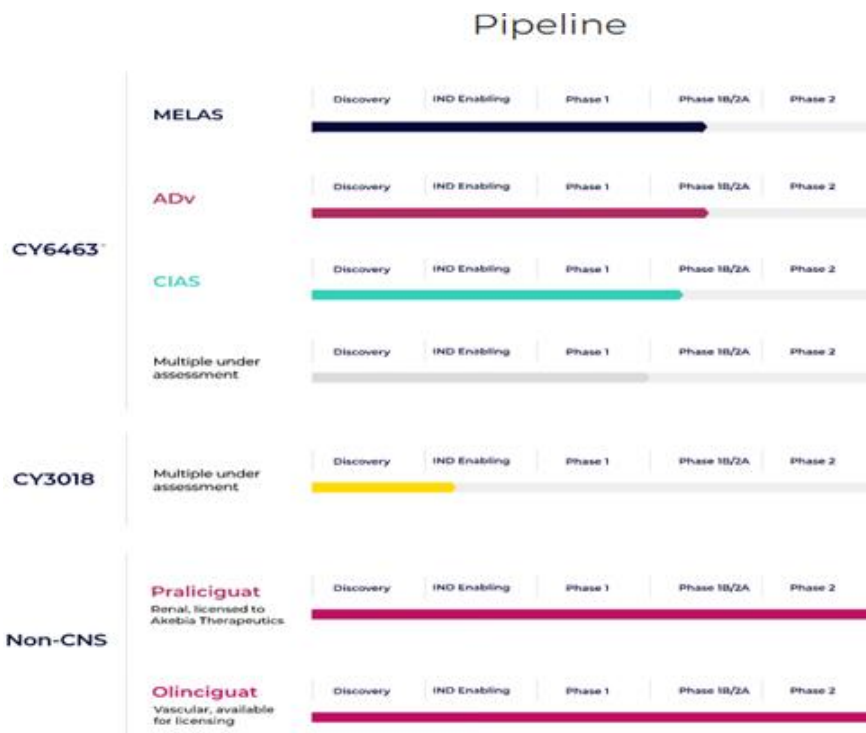 Pipeline
CY6463
MELAS
Discovery IND Enabling Phase 1 Phase 1B/2A Phase 2
ADv
Discovery IND Enabling Phase 1 Phase 1B/2A Phase 2
CIAS
Discovery IND Enabling Phase 1 Phase 1B/2A Phase 2
Multiple under
assessment
Discovery IND Enabling Phase 1 Phase 1B/2A Phase 2
CY3018
Multiple under
assessment
Discovery IND Enabling Phase 1 Phase 1B/2A Phase 2
Non-CNS
Praliciguat
Renal, licensed to
Akebia Therapeutics
Discovery IND Enabling Phase 1 Phase 1B/2A Phase 2
Olinciguat
Vascular, available
for licensing
Discovery IND Enabling Phase 1 Phase 1B/2A Phase 2